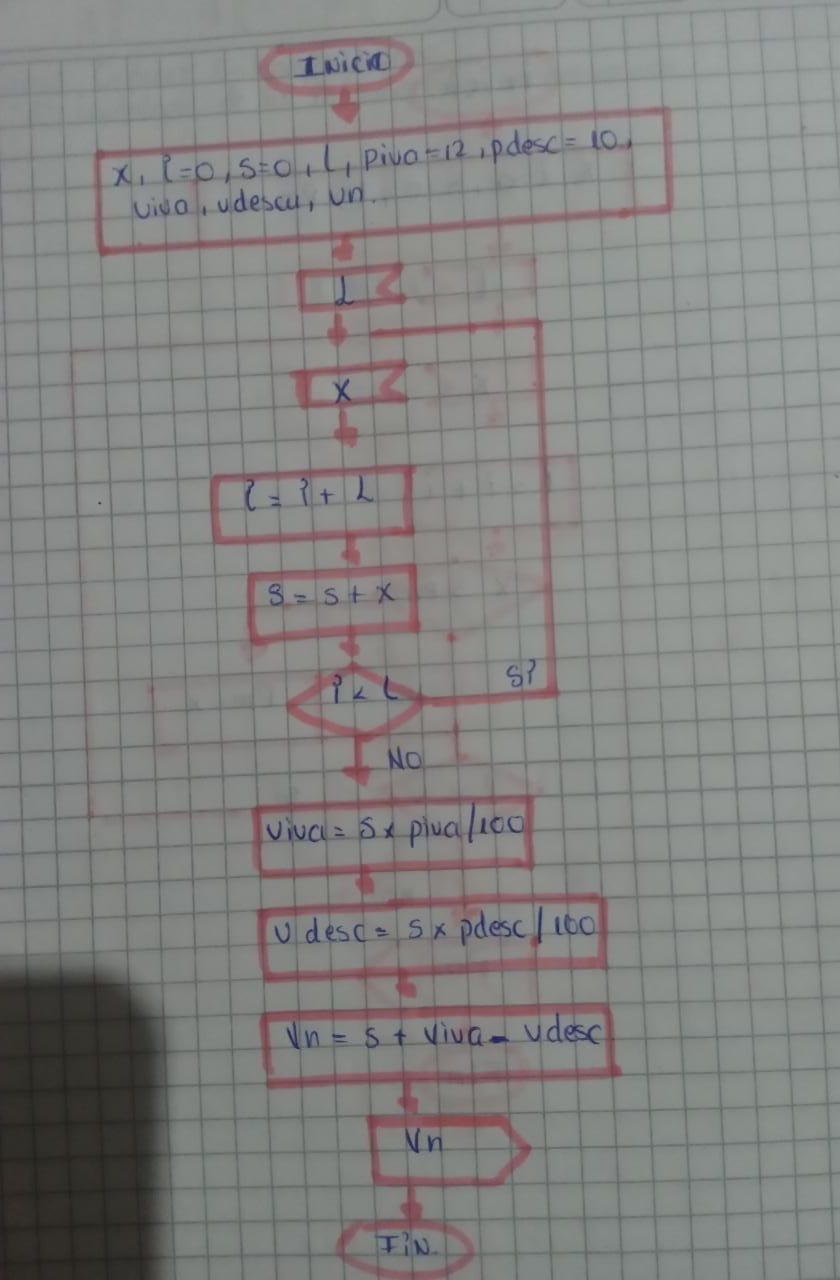 Inicio
x, i=0, s=0, L, piva=12, pdesc=10,
viva, vdescu, vn.
L
X
i = i + L
S = s + x
i < L
Si
NO
viva = s x piva/100
v desc = s x pdesc/100
Vn = s + viva - vdesc
Vn
FiN.